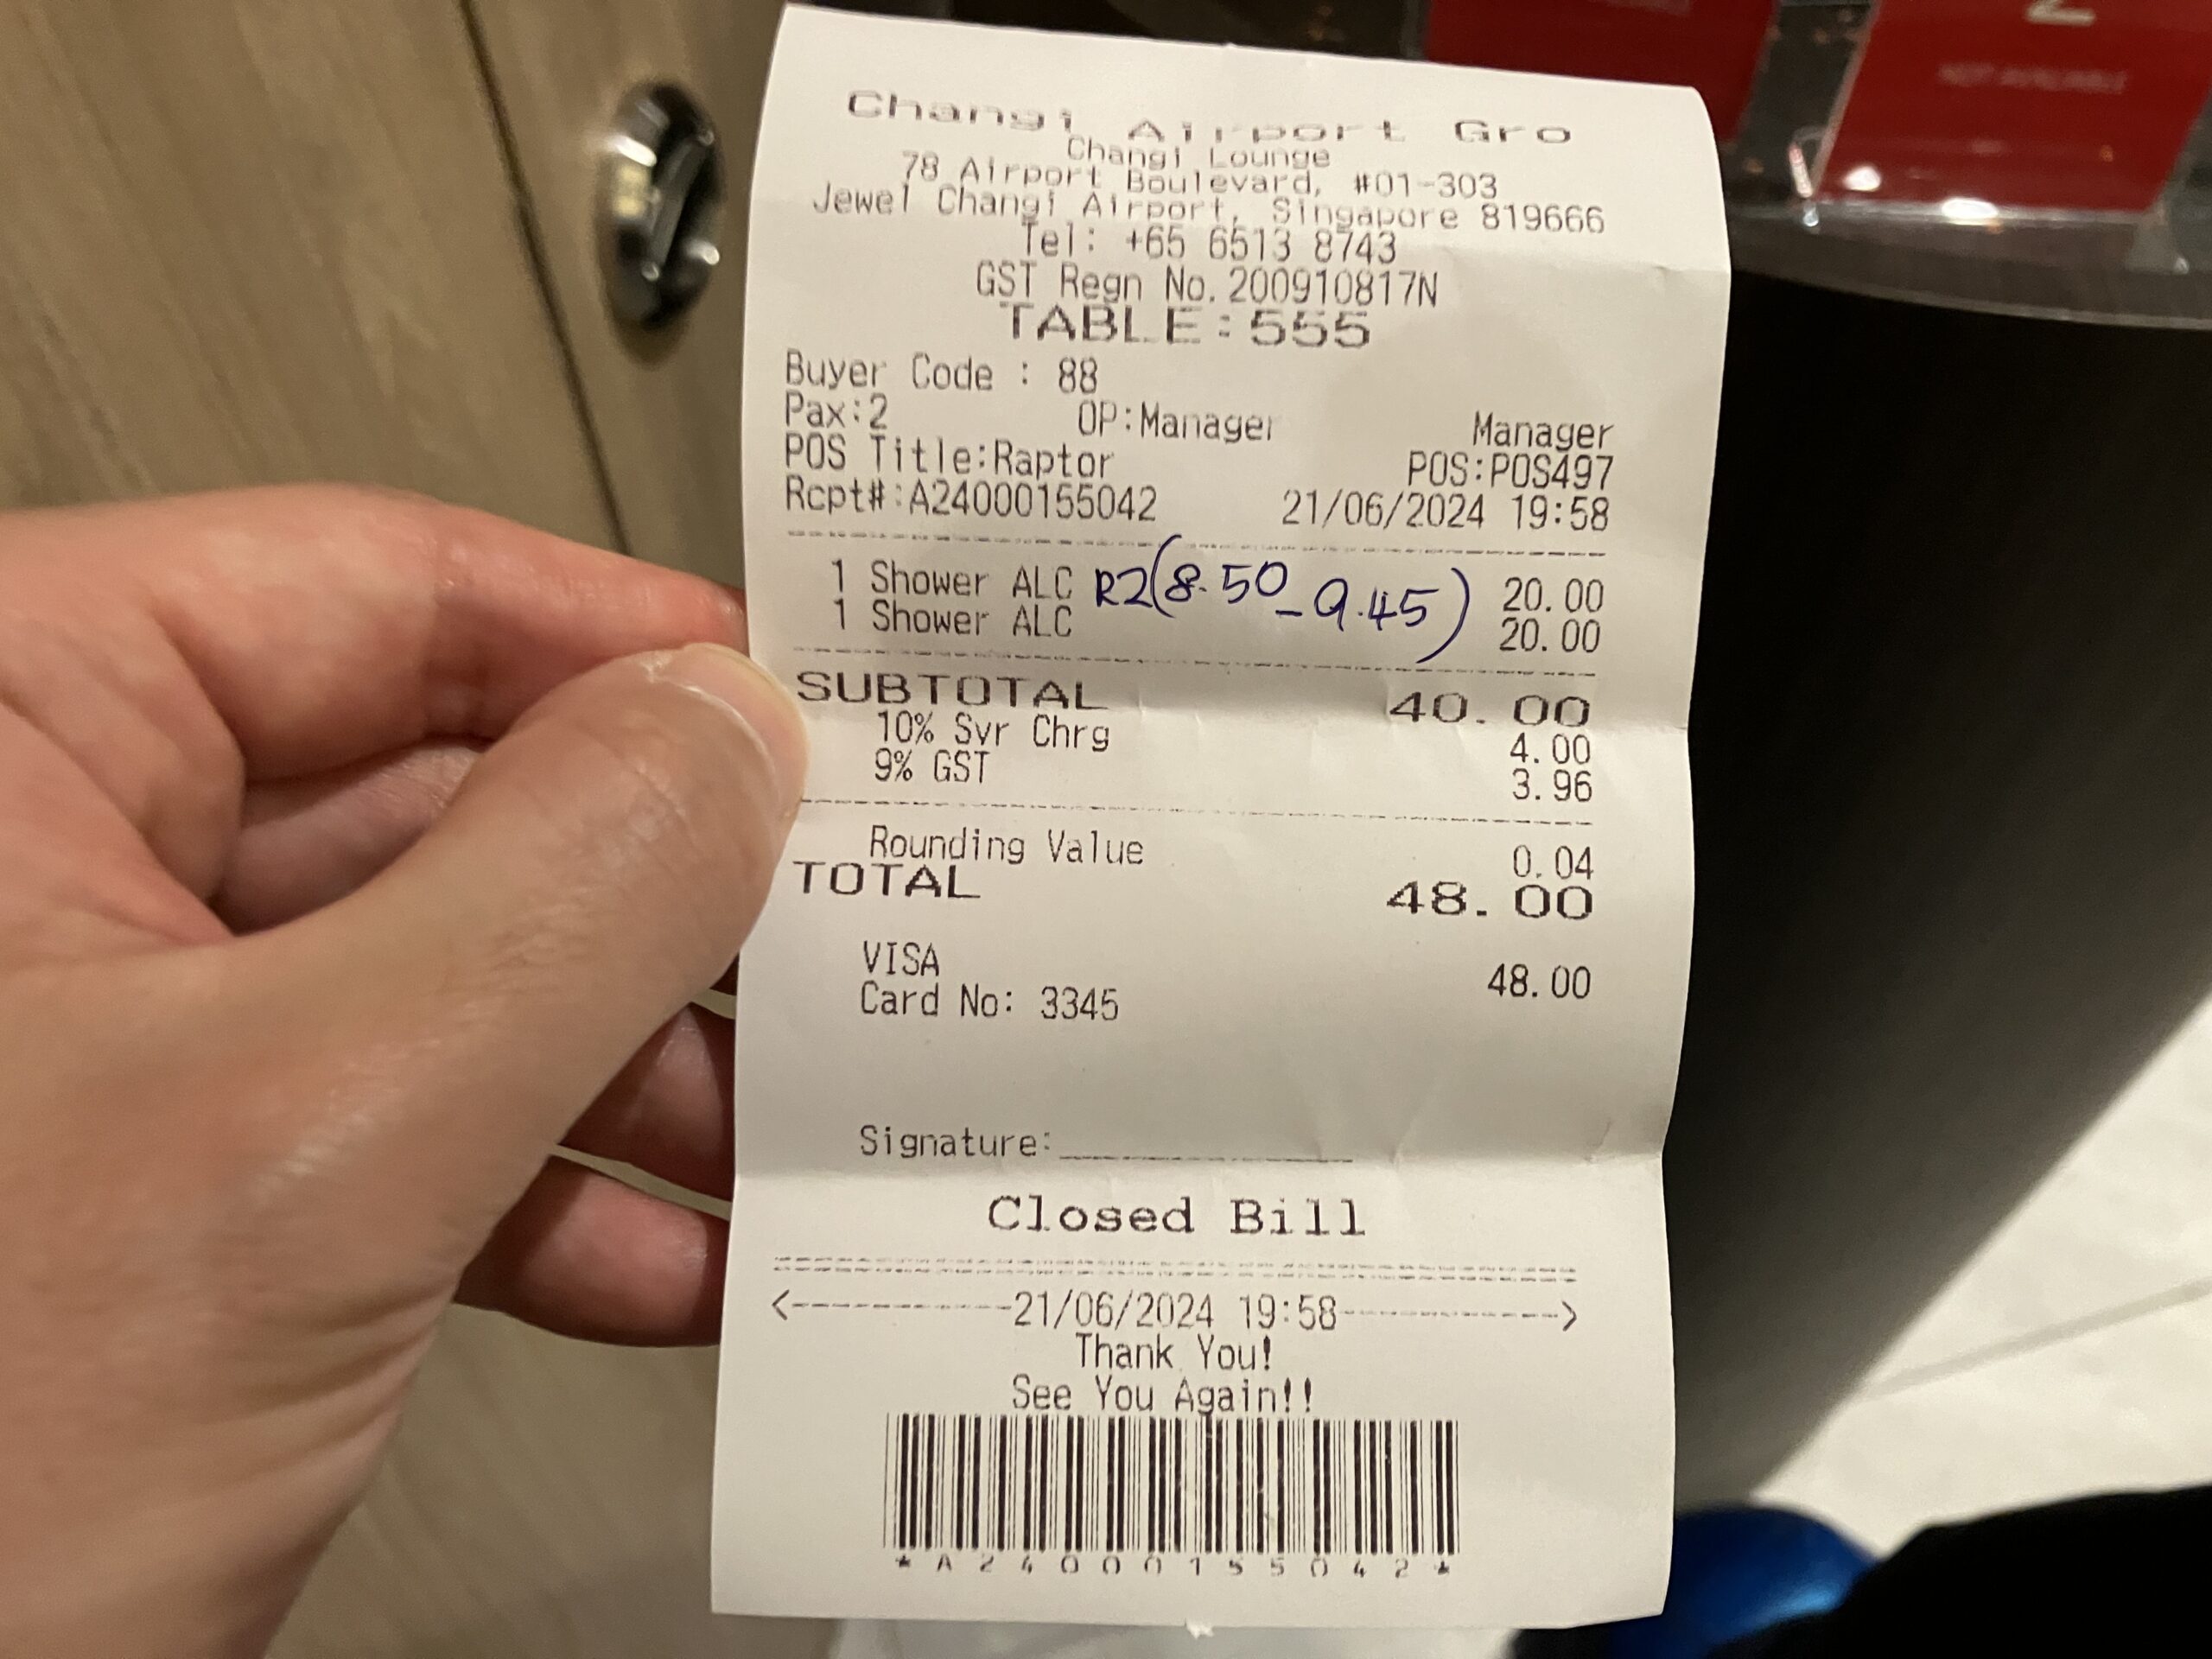 2
NOT AVAILABLE
Changi Airport Gro
Changi Lounge
78 Airport Boulevard, #01-303
Jewel Changi Airport, Singapore 819666
Tel: +65 6513 8743
GST Regn No.200910817N
TABLE:555
Buyer Code : 88
Pax:2 OP:Manager Manager
POS Title:Raptor POS:POS497
Rcpt#:A24000155042 21/06/2024 19:58
1 Shower ALC R2(8.50-9.45) 20.00
1 Shower ALC 20.00
SUBTOTAL 40.00
10% Svr Chrg 4.00
9% GST 3.96
Rounding Value 0.04
TOTAL 48.00
VISA 48.00
Card No: 3345
Signature:
Closed Bill
<------------21/06/2024 19:58------------>
Thank You!
See You Again!!
*A24000155042*